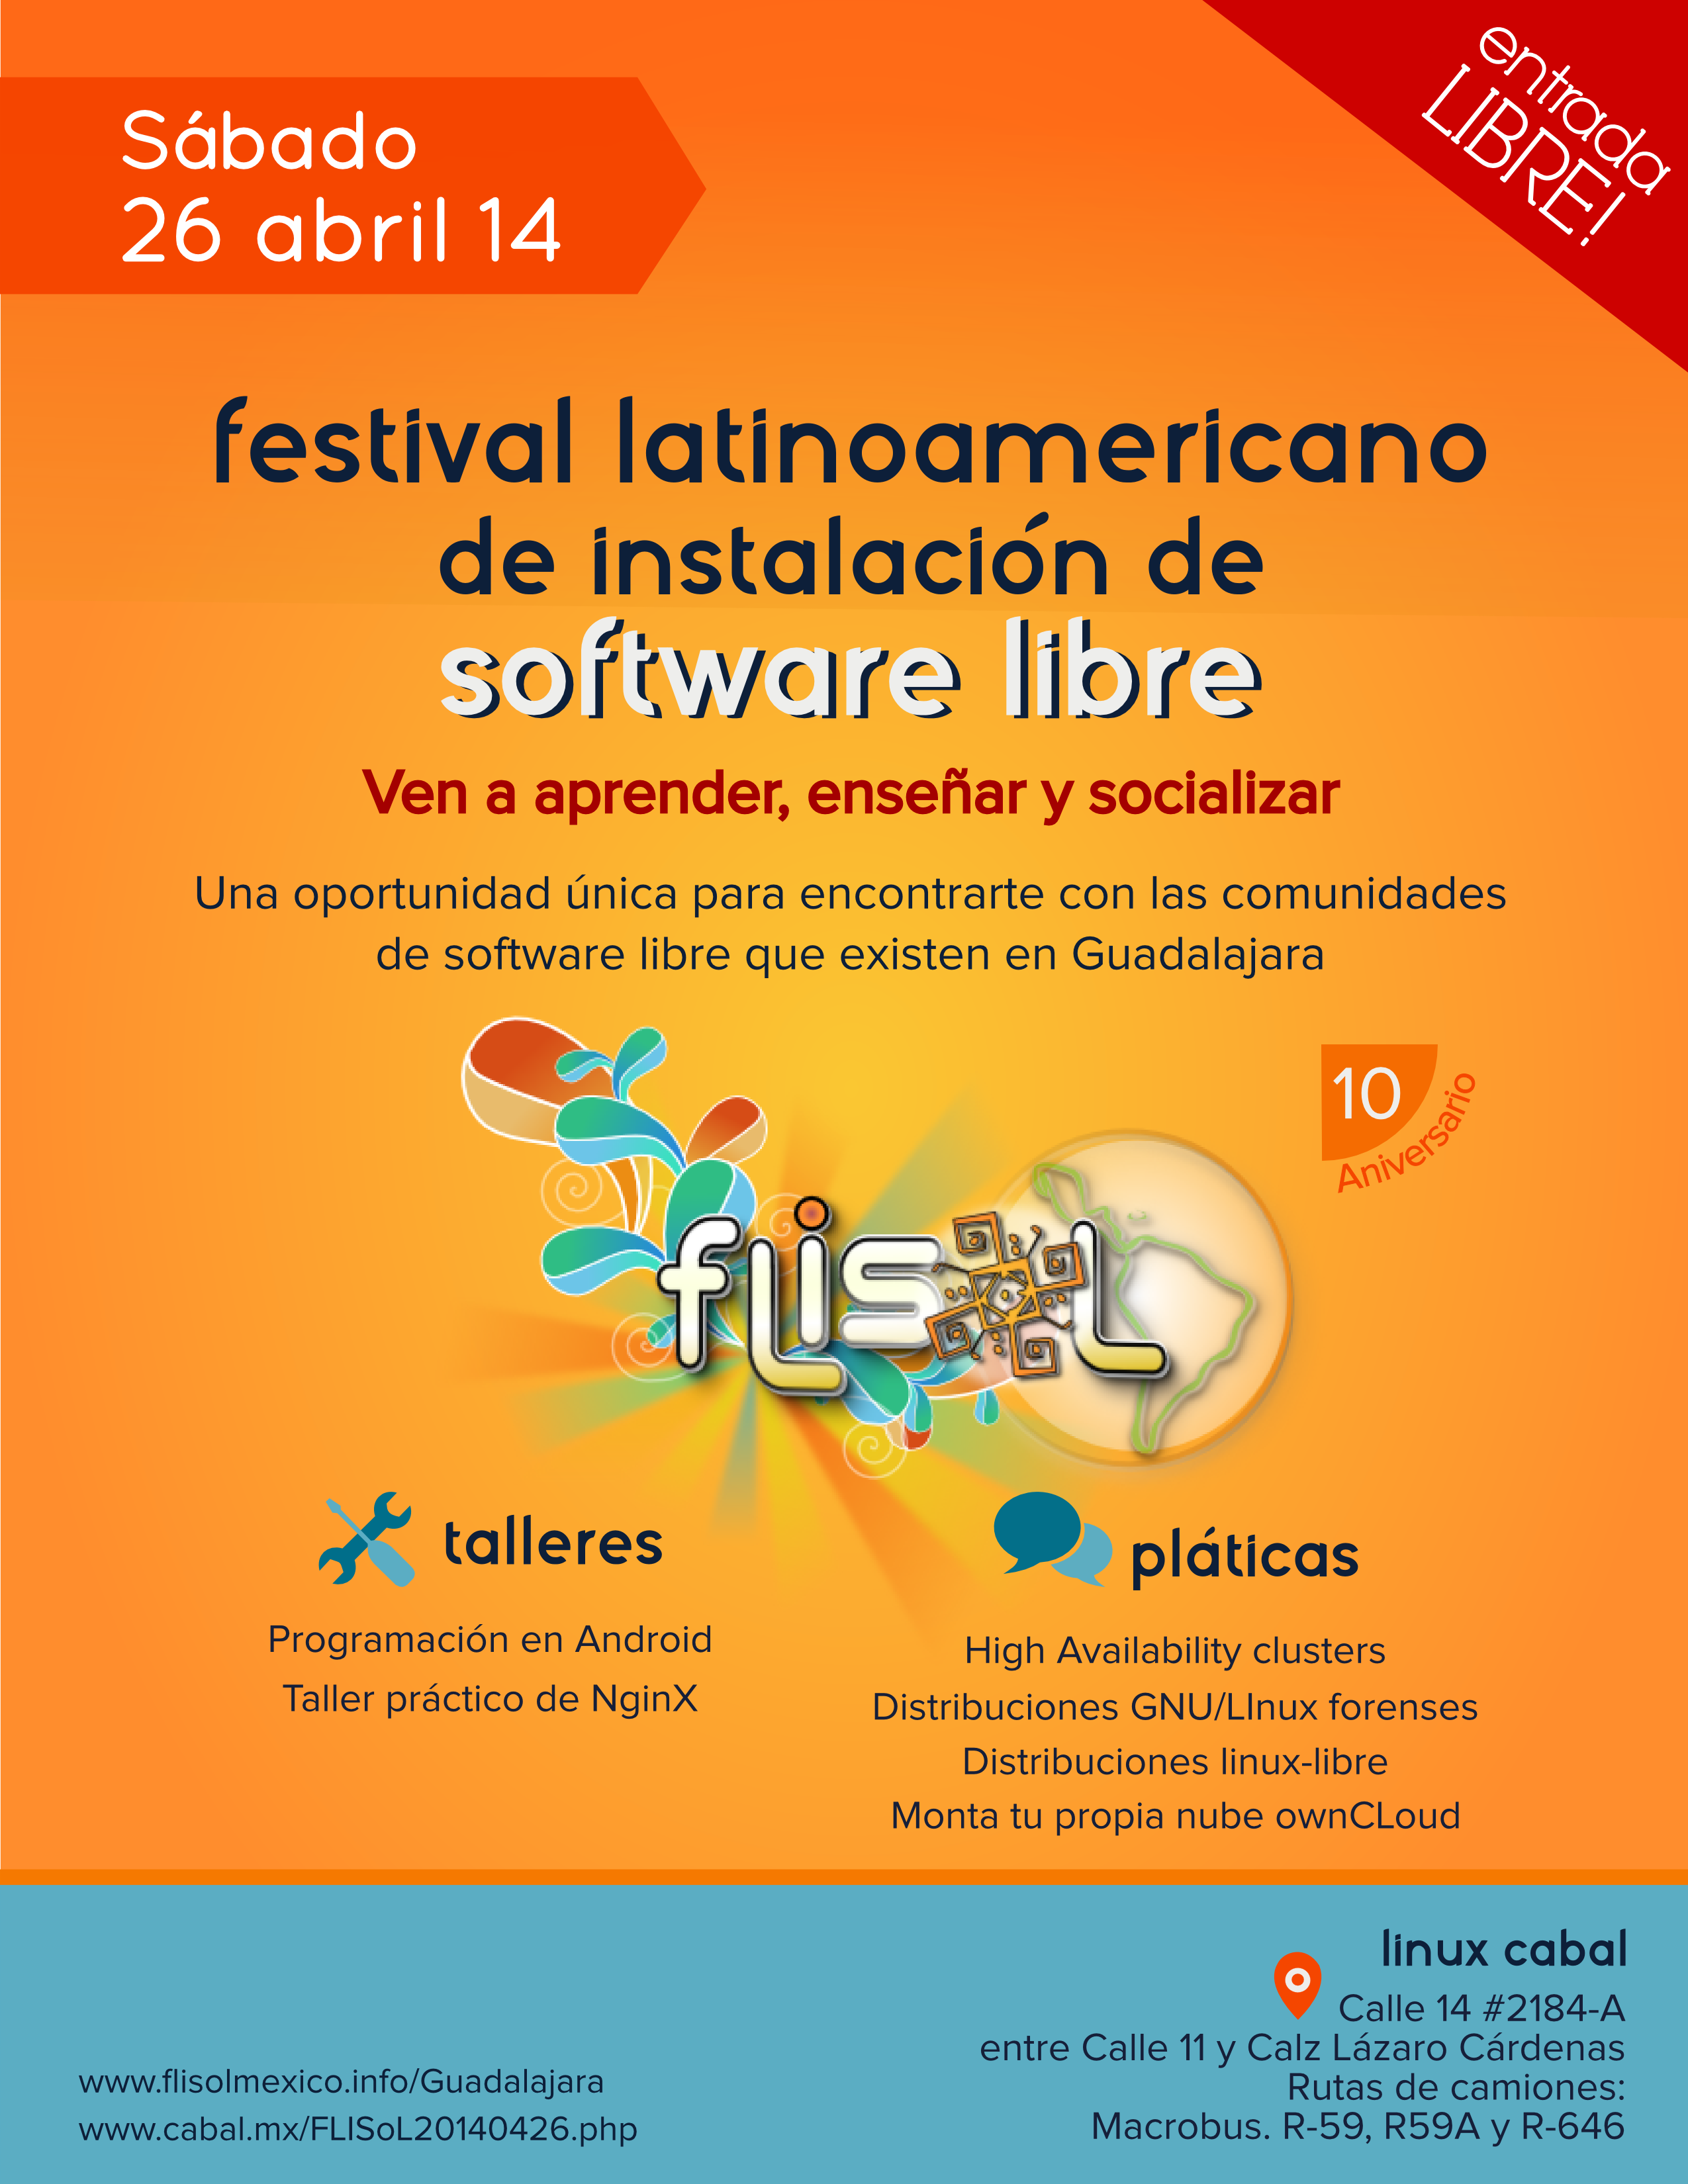 Sábado
26 abril 14
entrada
LIBRE!
festival latinoamericano
de instalación de
software libre
Ven a aprender, enseñar y socializar
Una oportunidad única para encontrarte con las comunidades
de software libre que existen en Guadalajara
10
Aniversario
flisol
talleres
Programación en Android
Taller práctico de NginX
pláticas
High Availability clusters
Distribuciones GNU/LInux forenses
Distribuciones linux-libre
Monta tu propia nube ownCLoud
www.flisolmexico.info/Guadalajara
www.cabal.mx/FLISoL20140426.php
linux cabal
Calle 14 #2184-A
entre Calle 11 y Calz Lázaro Cárdenas
Rutas de camiones:
Macrobus. R-59, R59A y R-646